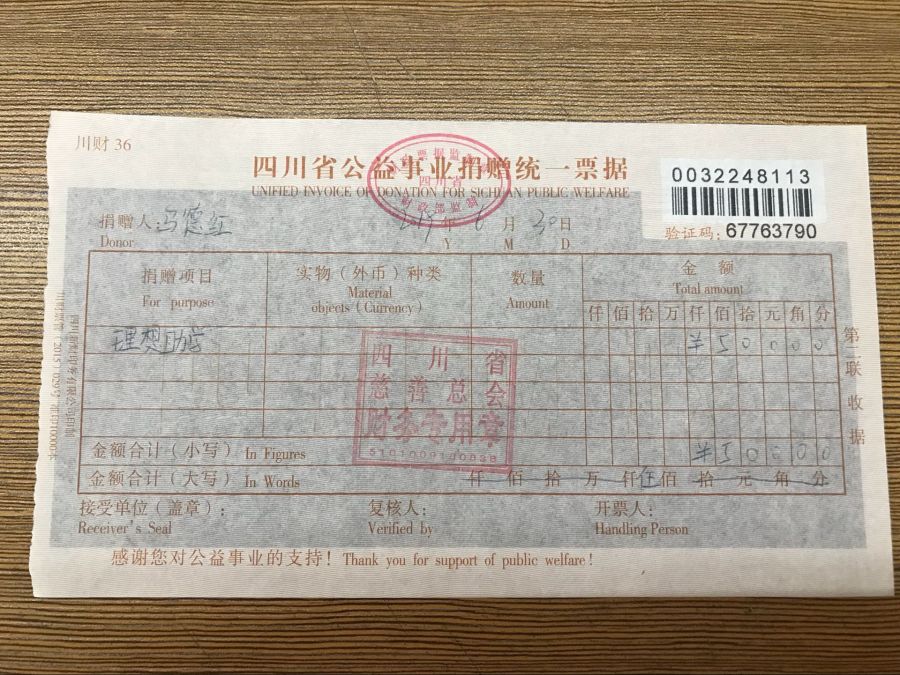 川财 36
四川省公益事业捐赠统一票据
UNIFIED INVOICE OF DONATION FOR SICHUAN PUBLIC WELFARE
0032248113
验证码: 67763790
捐赠人: 冯德红 年 6 月 30 日
Donor Y M D
捐赠项目 实物（外币）种类 数量 金额
For purpose Material objects (Currency) Amount Total amount
仟 佰 拾 万 仟 佰 拾 元 角 分
理想助学 ¥ 5 0 0 0 0
四川省
慈善总会
财务专用章
金额合计（小写） In Figures ¥ 5 0 0 0 0
金额合计（大写） In Words 仟 佰 拾 万 仟 伍 佰 拾 元 角 分
接受单位（盖章）： 复核人： 开票人：
Receiver's Seal Verified by Handling Person
感谢您对公益事业的支持！ Thank you for support of public welfare!
第二联 收据